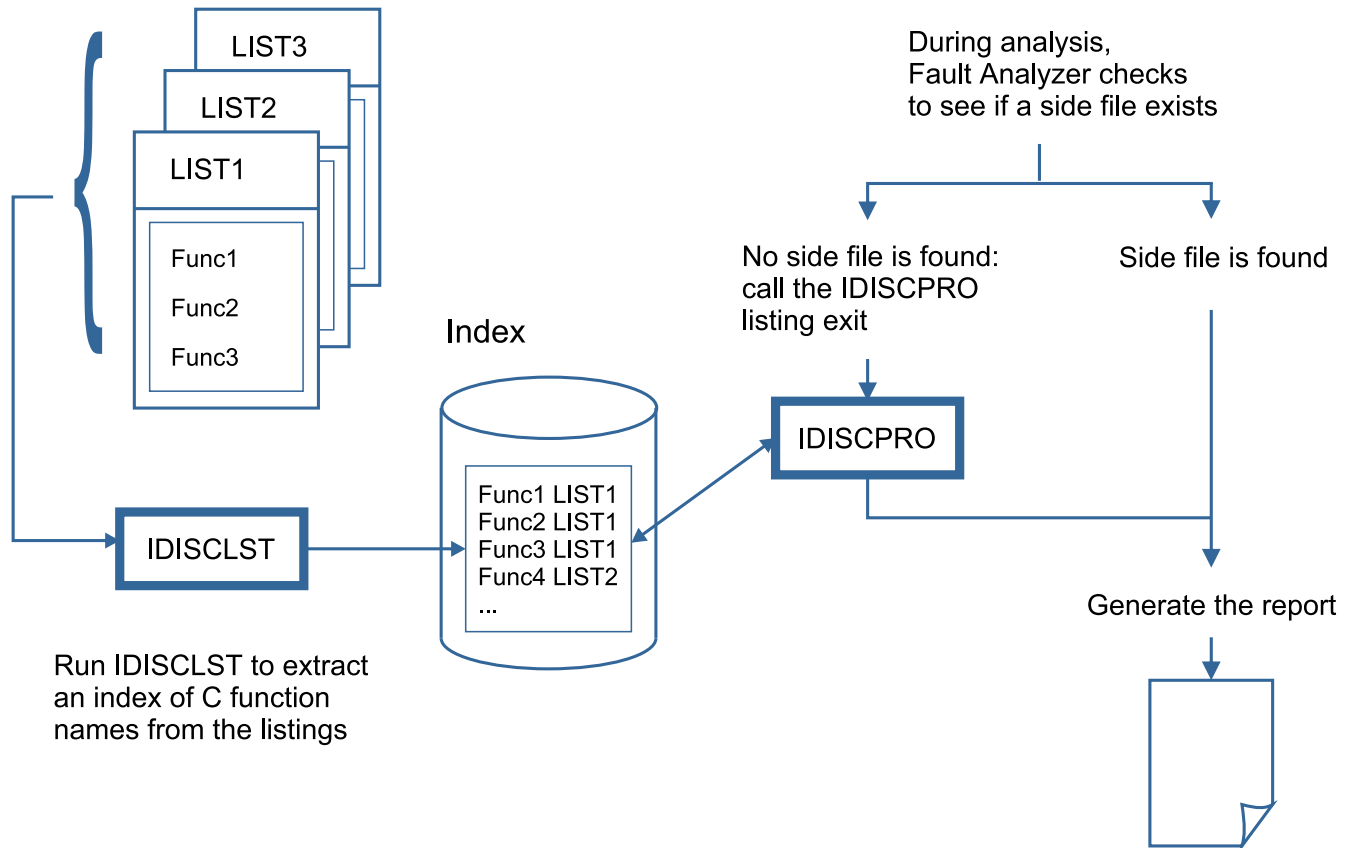 LIST3
LIST2
LIST1
Func1
Func2
Func3
IDISCLST
Run IDISCLST to extract
an index of C function
names from the listings
Index
Func1 LIST1
Func2 LIST1
Func3 LIST1
Func4 LIST2
...
During analysis,
Fault Analyzer checks
to see if a side file exists
No side file is found:
call the IDISCPRO
listing exit
Side file is found
IDISCPRO
Generate the report